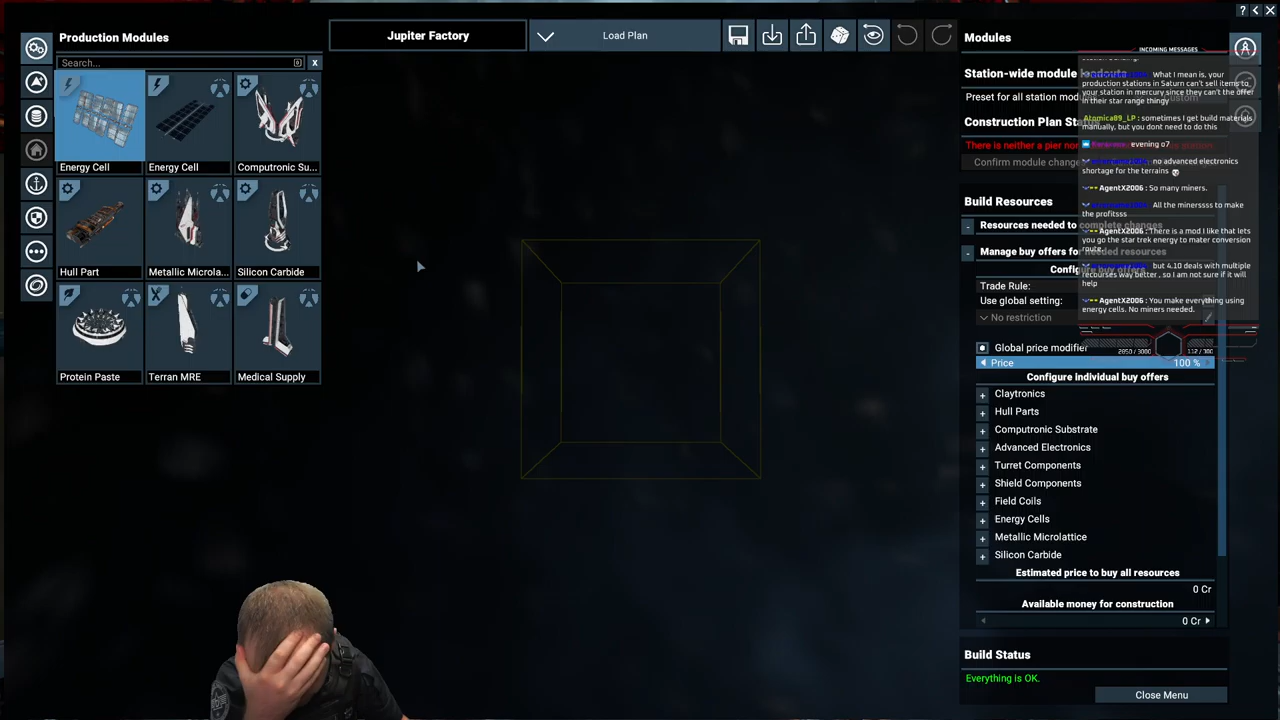 Production Modules
Search...
X
Energy Cell
Energy Cell
Computronic Su...
Hull Part
Metallic Microla...
Silicon Carbide
Protein Paste
Terran MRE
Medical Supply
Jupiter Factory
Load Plan
? 
Modules
Station-wide module
Preset for all station mod
Construction Plan Sta
There is neither a pier nor
Confirm module change
Build Resources
Resources needed to complete changes
Manage buy offers for needed resources
Trade Rule:
Use global setting:
No restriction
Global price modifier
Price 100 %
Configure individual buy offers
Claytronics
Hull Parts
Computronic Substrate
Advanced Electronics
Turret Components
Shield Components
Field Coils
Energy Cells
Metallic Microlattice
Silicon Carbide
Estimated price to buy all resources
0 Cr
Available money for construction
0 Cr
Build Status
Everything is OK.
Close Menu
INCOMING MESSAGES
What I mean is, your
production stations in Saturn can't sell items to
your station in mercury since they can't the offer
in their star range thingy
Atomica89_LP : sometimes I get build materials
manually, but you dont need to do this
evening o7
no advanced electronics
shortage for the terrains
AgentX2006 : So many miners.
All the minerssss to make
the profitsss
AgentX2006 : There is a mod I like that lets
you go the star trek energy to mater conversion
route.
but 4.10 deals with multiple
recourses way better , so I am not sure if it will
help
AgentX2006 : You make everything using
energy cells. No miners needed.
2850 / 3000
112 / 300